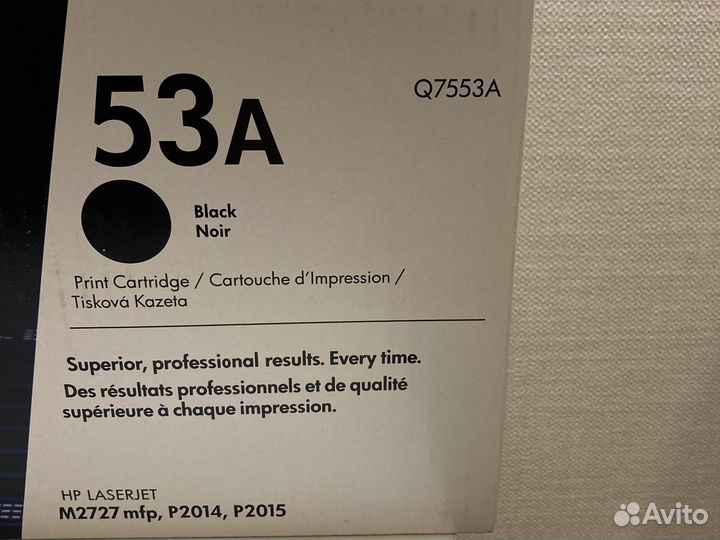 53A
Q7553A
Black
Noir
Print Cartridge / Cartouche d'Impression /
Tisková Kazeta
Superior, professional results. Every time.
Des résultats professionnels et de qualité
supérieure à chaque impression.
HP LASERJET
M2727 mfp, P2014, P2015
Avito